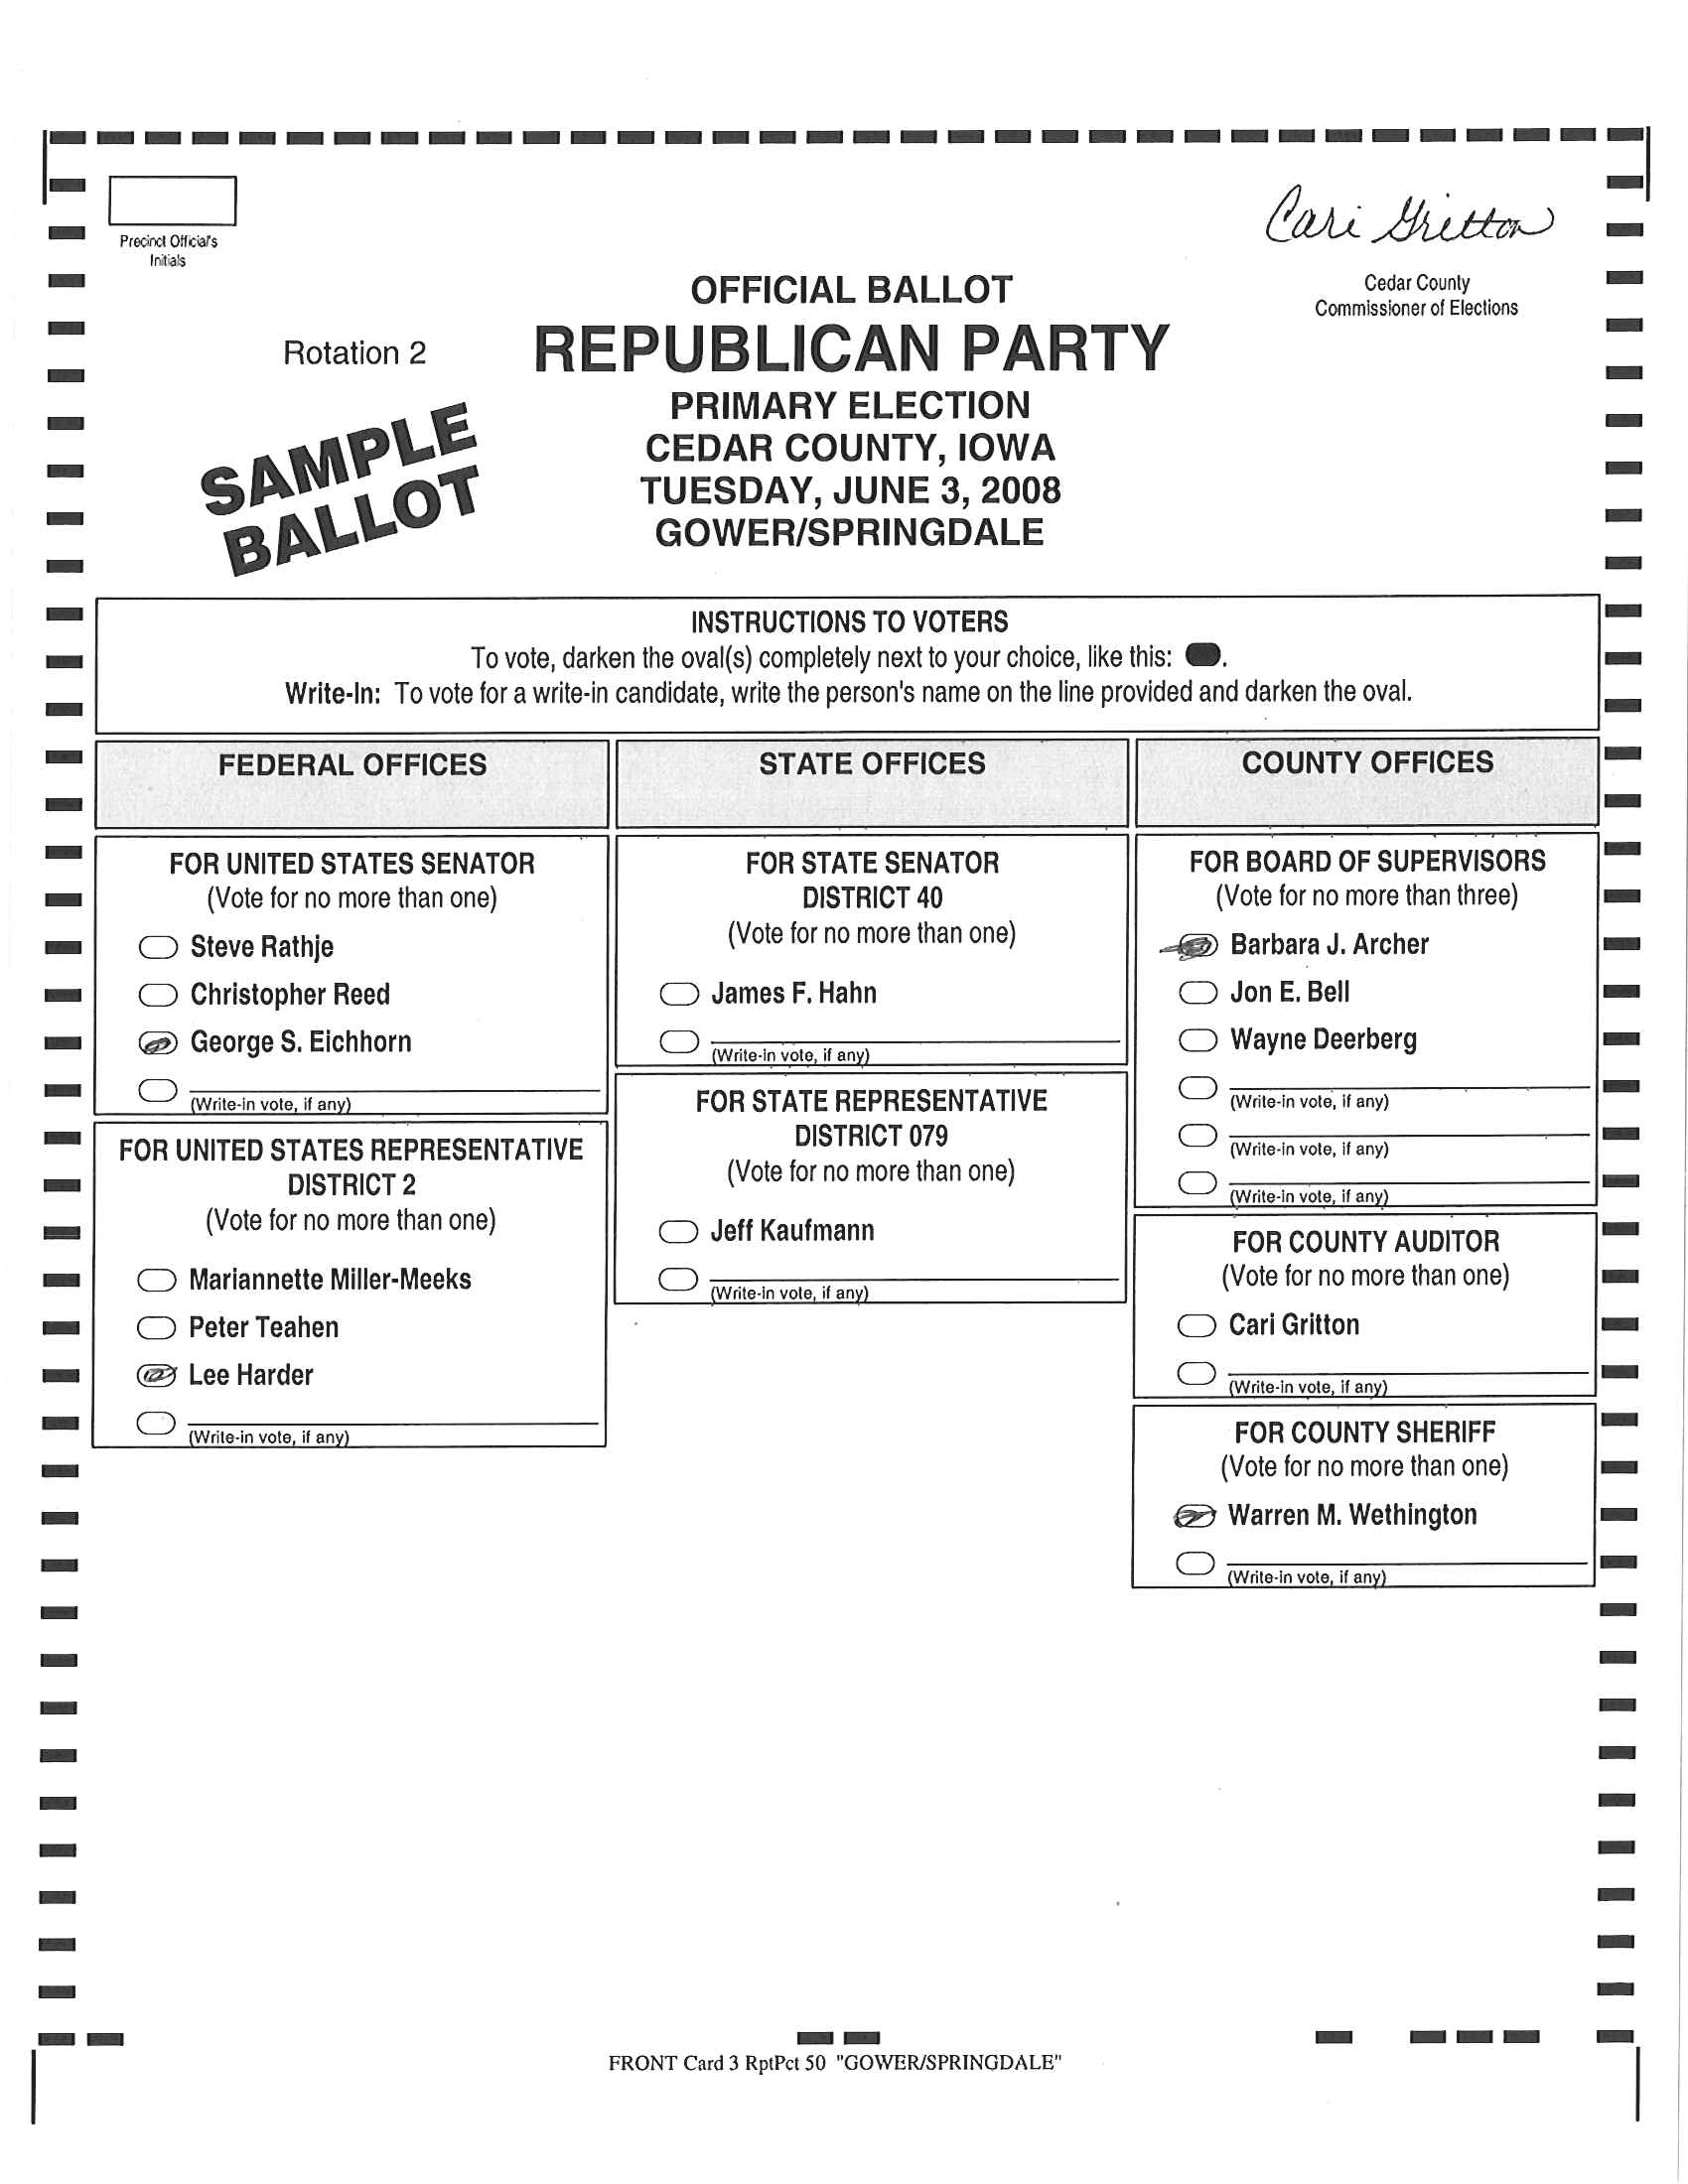 Precinct Official's
Initials
Cari Gritton
Cedar County
Commissioner of Elections
Rotation 2
SAMPLE
BALLOT
OFFICIAL BALLOT
REPUBLICAN PARTY
PRIMARY ELECTION
CEDAR COUNTY, IOWA
TUESDAY, JUNE 3, 2008
GOWER/SPRINGDALE
INSTRUCTIONS TO VOTERS
To vote, darken the oval(s) completely next to your choice, like this: .
Write-In: To vote for a write-in candidate, write the person's name on the line provided and darken the oval.
FEDERAL OFFICES
FOR UNITED STATES SENATOR
(Vote for no more than one)
Steve Rathje
Christopher Reed
George S. Eichhorn
(Write-in vote, if any)
FOR UNITED STATES REPRESENTATIVE
DISTRICT 2
(Vote for no more than one)
Mariannette Miller-Meeks
Peter Teahen
Lee Harder
(Write-in vote, if any)
STATE OFFICES
FOR STATE SENATOR
DISTRICT 40
(Vote for no more than one)
James F. Hahn
(Write-in vote, if any)
FOR STATE REPRESENTATIVE
DISTRICT 079
(Vote for no more than one)
Jeff Kaufmann
(Write-in vote, if any)
COUNTY OFFICES
FOR BOARD OF SUPERVISORS
(Vote for no more than three)
Barbara J. Archer
Jon E. Bell
Wayne Deerberg
(Write-in vote, if any)
(Write-in vote, if any)
(Write-in vote, if any)
FOR COUNTY AUDITOR
(Vote for no more than one)
Cari Gritton
(Write-in vote, if any)
FOR COUNTY SHERIFF
(Vote for no more than one)
Warren M. Wethington
(Write-in vote, if any)
FRONT Card 3 RptPct 50 "GOWER/SPRINGDALE"